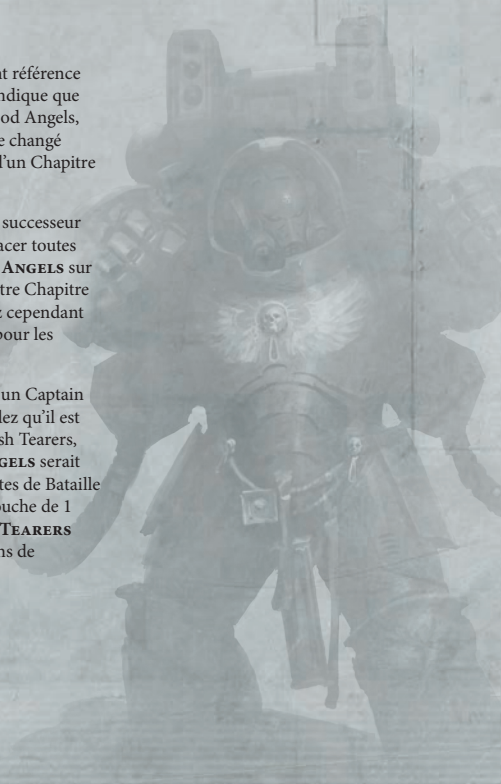 nt référence
ndique que
od Angels,
e changé
l'un Chapitre
successeur
acer toutes
ANGELS sur
tre Chapitre
z cependant
pour les
un Captain
lez qu'il est
sh Tearers,
GELS serait
tes de Bataille
ouche de 1
TEARERS
ns de